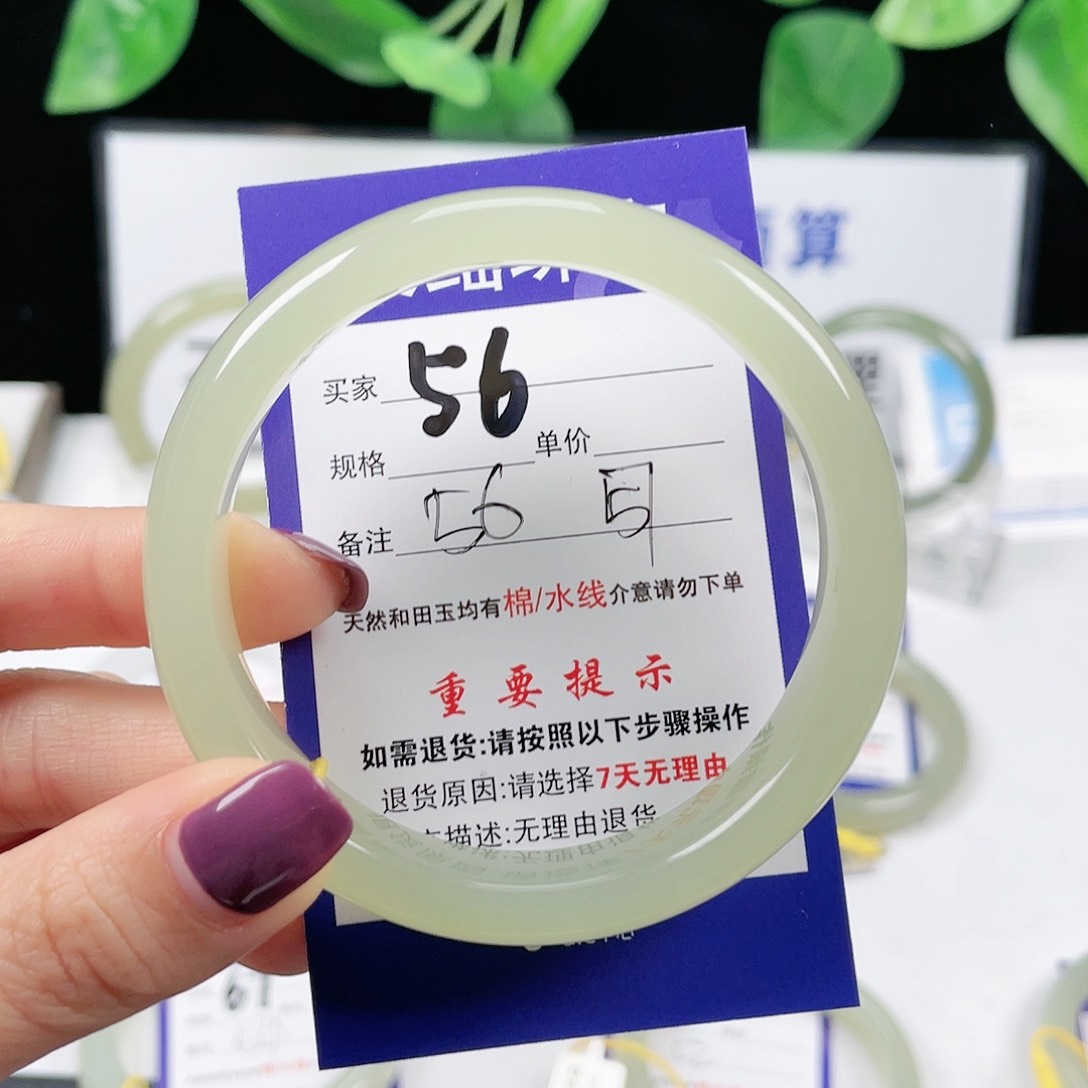 算
买家 56
规格 单价
备注 56
天然和田玉均有棉/水线介意请勿下单
重要提示
如需退货:请按照以下步骤操作
退货原因:请选择7天无理由
描述:无理由退货
61